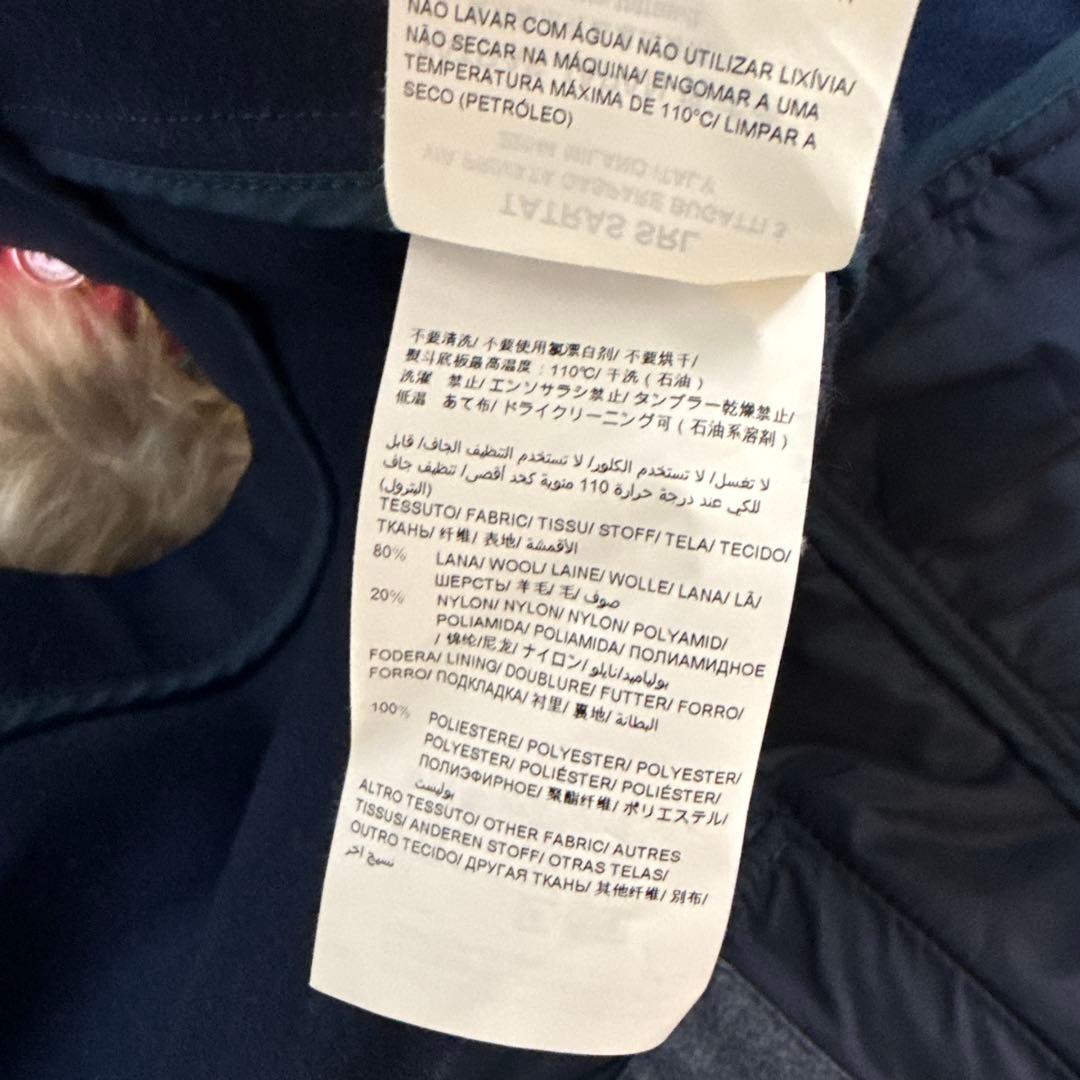 NÃO LAVAR COM ÁGUA/ NÃO UTILIZAR LIXÍVIA/
NÃO SECAR NA MÁQUINA/ ENGOMAR A UMA
TEMPERATURA MÁXIMA DE 110°C/ LIMPAR A
SECO (PETRÓLEO)
22144 MILANO ITALY
VIA PRIVATA GASPARE BUGATTI 5
TATRAS SRL
不要清洗/ 不要使用氯漂白剂/ 不要烘干/
熨斗底板最高温度：110℃/ 干洗（石油）
洗濯 禁止/ エンソサラシ禁止/ タンブラー乾燥禁止/
低温 あて布/ ドライクリーニング可 ( 石油系溶剤 )
لا تغسل/ لا تستخدم الكلور/ لا تستخدم التنظيف الجاف/ قابل
للكي عند درجة حرارة 110 مئوية كحد أقصى/ تنظيف جاف
(البترول)
TESSUTO/ FABRIC/ TISSU/ STOFF/ TELA/ TECIDO/
ТКАНЬ/ 纤维/ 表地/ الأقمشة
80% LANA/ WOOL/ LAINE/ WOLLE/ LANA/ LÃ/
ШЕРСТЬ/ 羊毛/ 毛/ صوف
20% NYLON/ NYLON/ NYLON/ POLYAMID/
POLIAMIDA/ POLIAMIDA/ ПОЛИАМИДНОЕ
/ 锦纶/尼龙/ ナイロン/ بولياميد/نايلو
FODERA/ LINING/ DOUBLURE/ FUTTER/ FORRO/
FORRO/ ПОДКЛАДКА/ 衬里/ 裏地/ البطانة
100% POLIESTERE/ POLYESTER/ POLYESTER/
POLYESTER/ POLIÉSTER/ POLIÉSTER/
ПОЛИЭФИРНОЕ/ 聚酯纤维/ ポリエステル/
بوليست
ALTRO TESSUTO/ OTHER FABRIC/ AUTRES
TISSUS/ ANDEREN STOFF/ OTRAS TELAS/
OUTRO TECIDO/ ДРУГАЯ ТКАНЬ/ 其他纤维/ 別布/
نسيج اخر